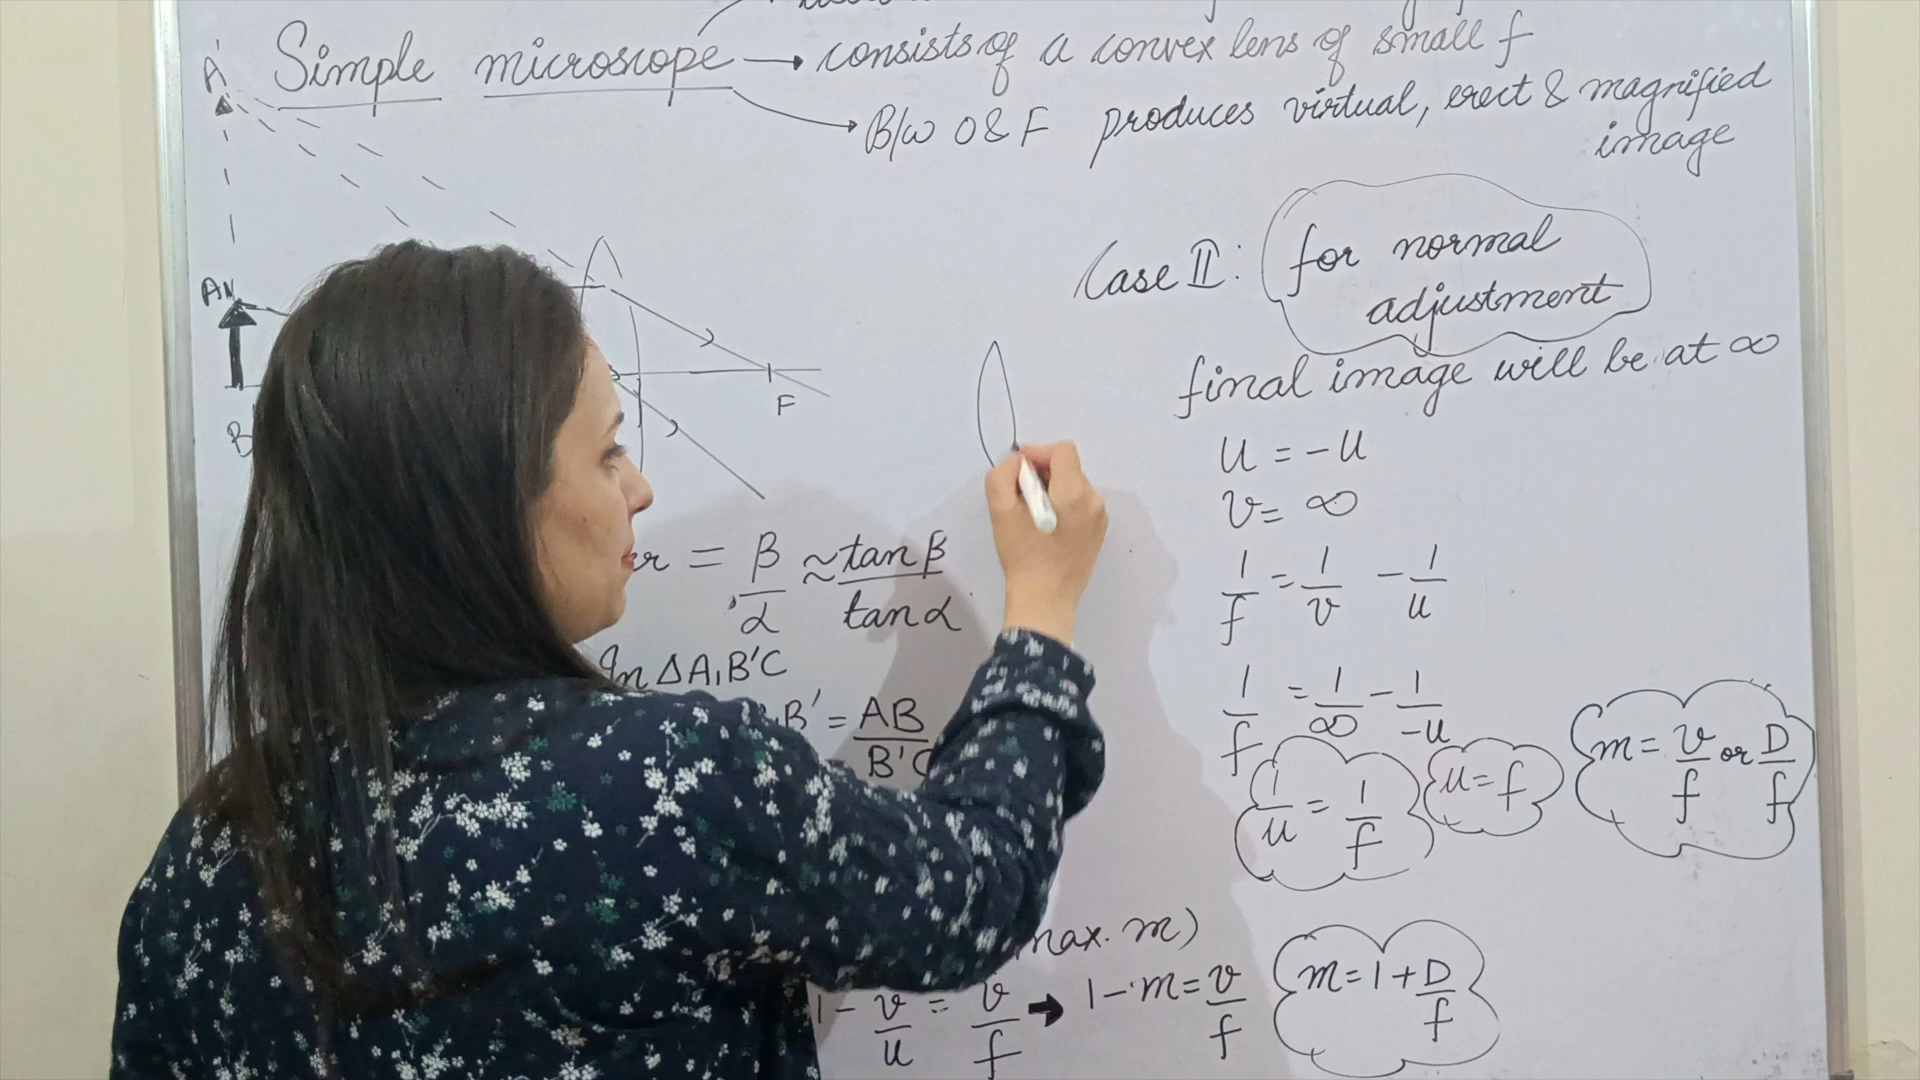 Simple microscope → consists of a convex lens of small f
B/w O & F produces virtual, erect & magnified
image
A
A₁
B
F
Case II: for normal
adjustment
final image will be at ∞
u = -u
v = ∞
1/f = 1/v - 1/u
1/f = 1/∞ - 1/-u
1/u = 1/f
u = f
m = v/f or D/f
= β/α ≈ tan β/tan α
In ΔA₁B'C
B' = AB/B'C
max. m)
1 - v/u = v/f → 1 - m = v/f
m = 1 + D/f